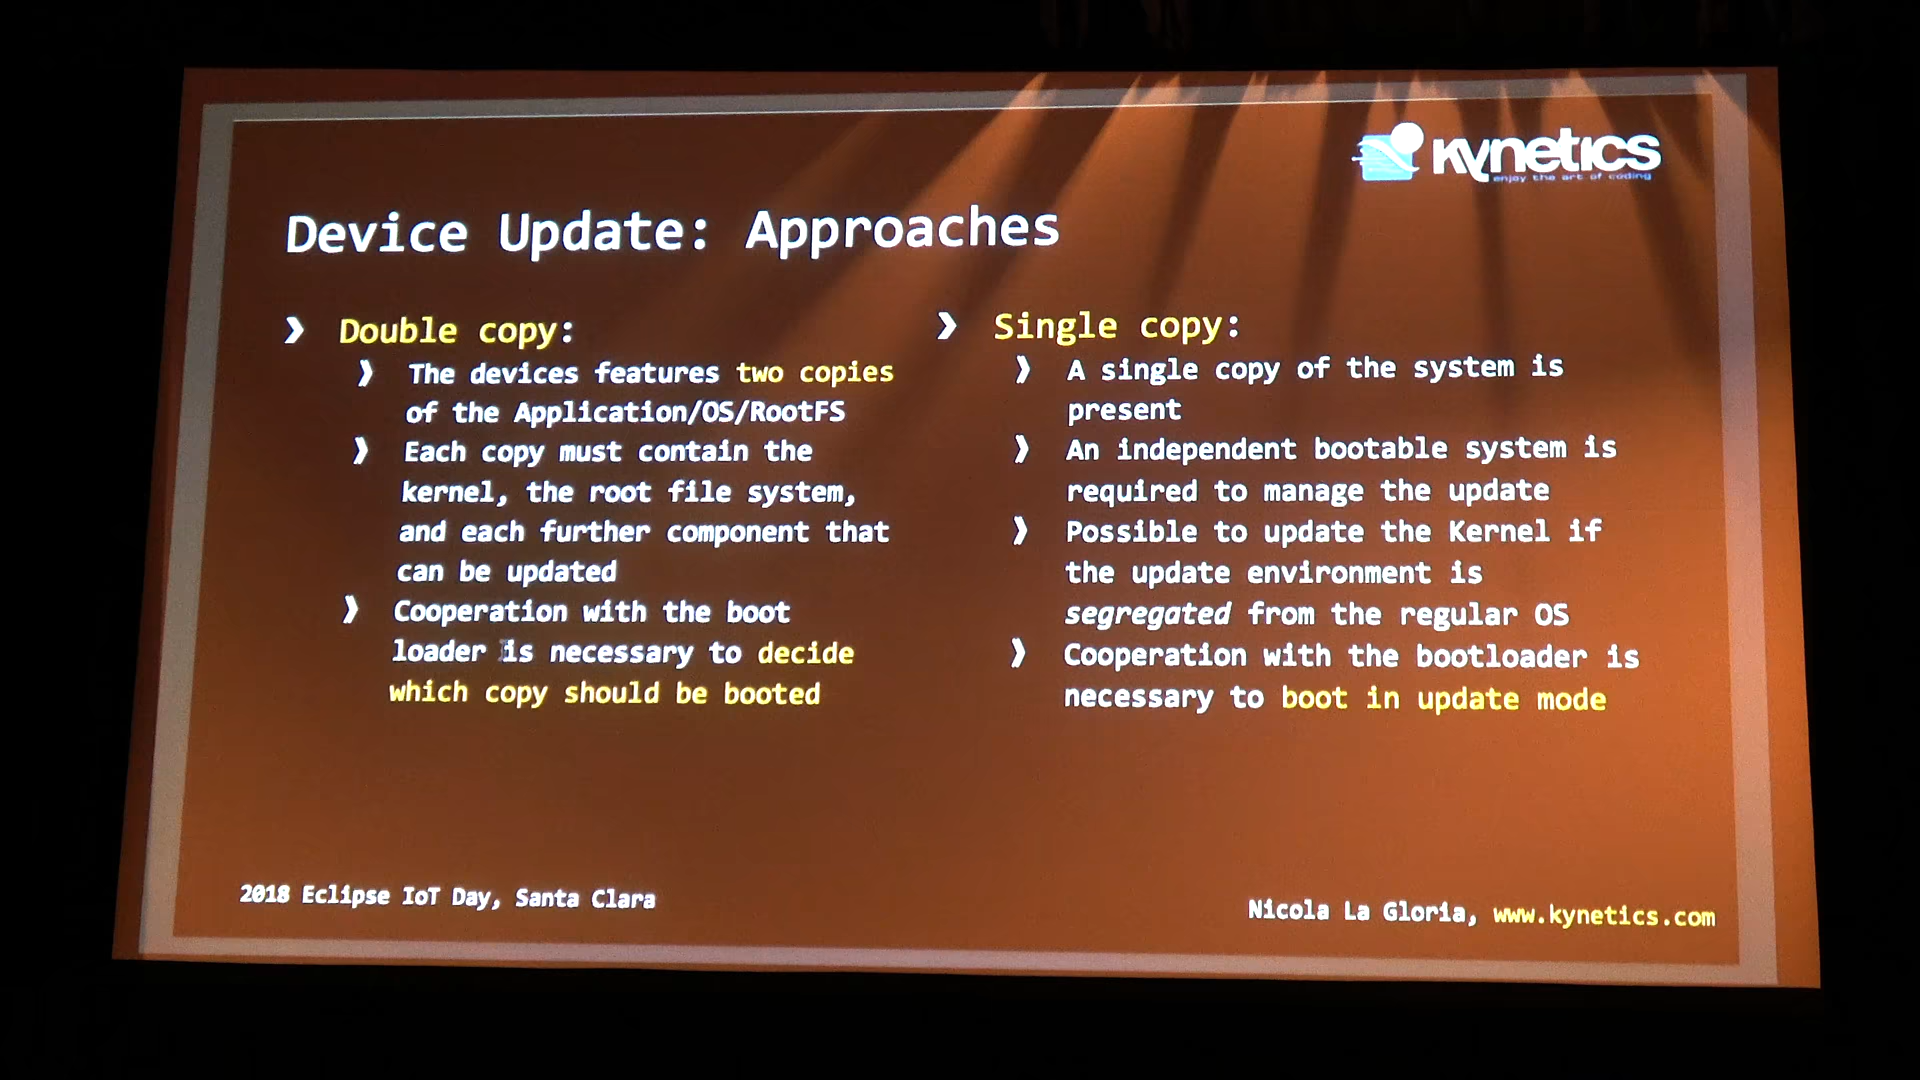 kynetics
enjoy the art of coding
Device Update: Approaches
❯ Double copy:
❯ The devices features two copies
of the Application/OS/RootFS
❯ Each copy must contain the
kernel, the root file system,
and each further component that
can be updated
❯ Cooperation with the boot
loader is necessary to decide
which copy should be booted
❯ Single copy:
❯ A single copy of the system is
present
❯ An independent bootable system is
required to manage the update
❯ Possible to update the Kernel if
the update environment is
segregated from the regular OS
❯ Cooperation with the bootloader is
necessary to boot in update mode
2018 Eclipse IoT Day, Santa Clara
Nicola La Gloria, www.kynetics.com